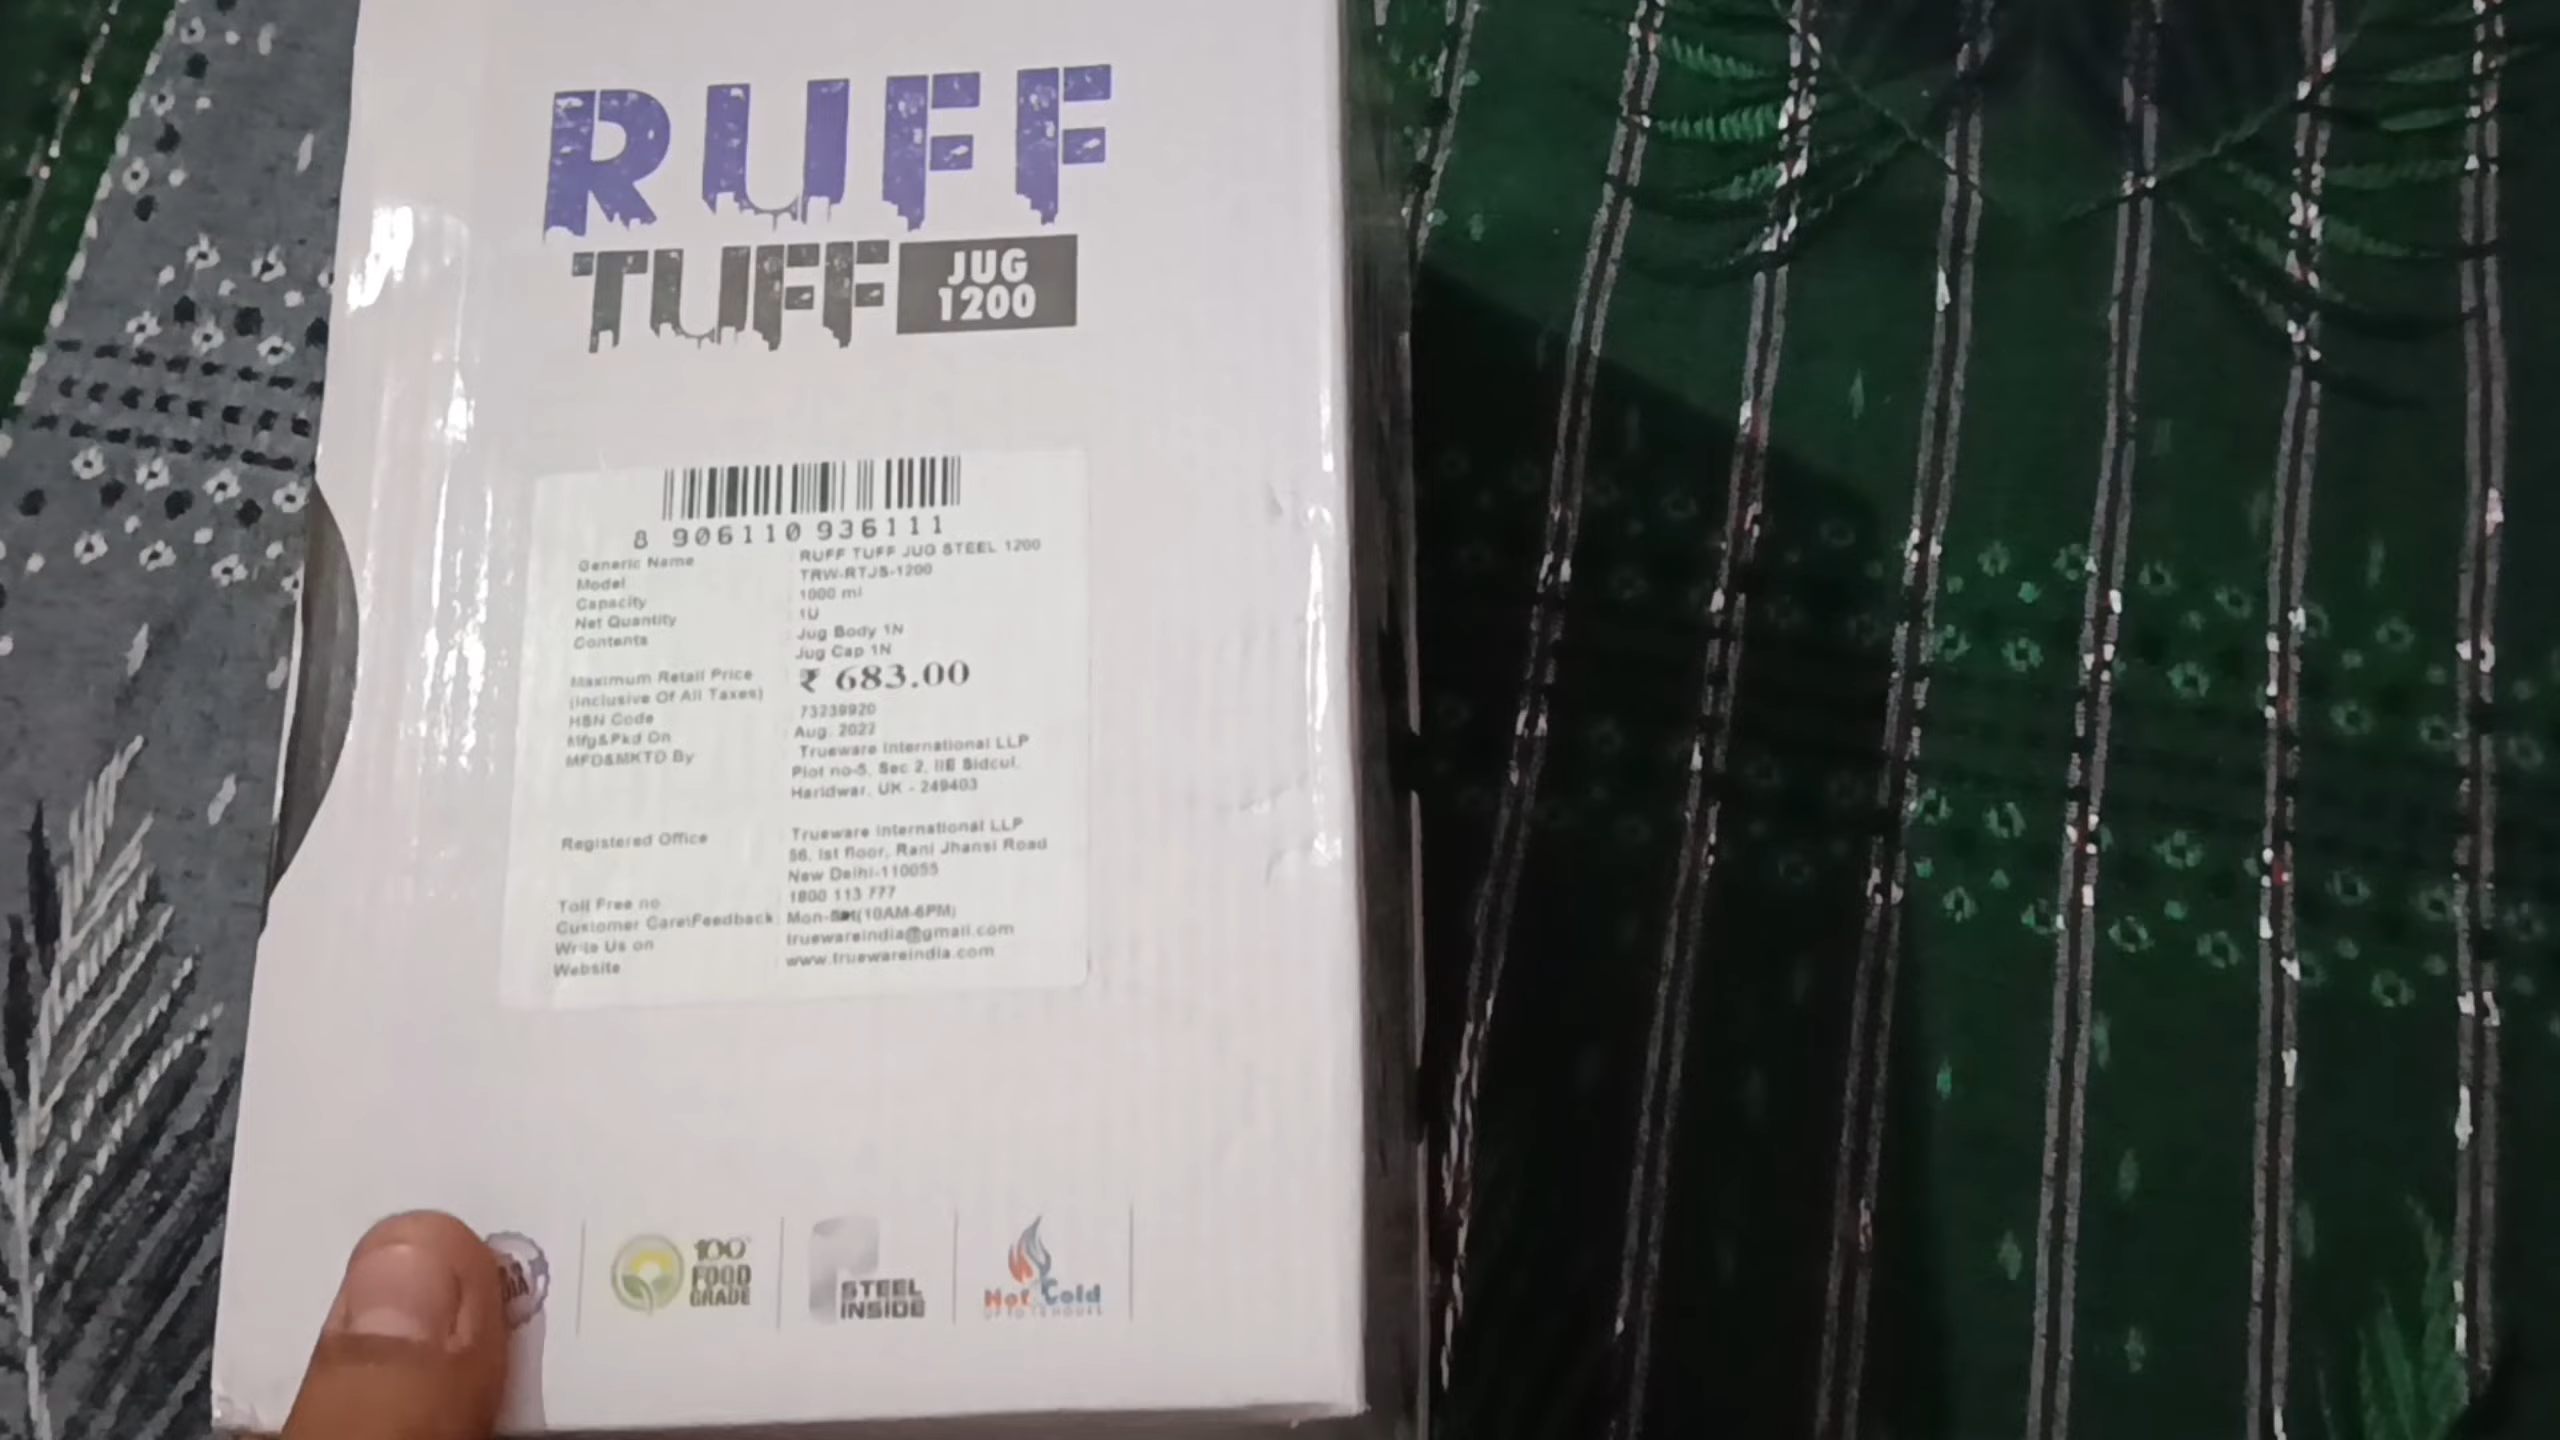 RUFF
TUFF
JUG
1200
8 906110 936111
Generic Name : RUFF TUFF JUG STEEL 1200
Model : TRW-RTJS-1200
Capacity : 1000 ml
Net Quantity : 1U
Contents : Jug Body 1N
Jug Cap 1N
Maximum Retail Price : ₹ 683.00
(Inclusive Of All Taxes)
HSN Code : 73239920
Mfg&Pkd On : Aug. 2022
MFD&MKTD By : Trueware International LLP
Plot no-5, Sec 2, IIE Sidcul,
Haridwar, UK - 249403
Registered Office : Trueware International LLP
56, Ist floor, Rani Jhansi Road
New Delhi-110055
Toll Free no : 1800 113 777
Customer Care\Feedback : Mon-Sat(10AM-6PM)
Write Us on : truewareindia@gmail.com
Website : www.truewareindia.com
100%
FOOD
GRADE
STEEL
INSIDE
Hot Cold